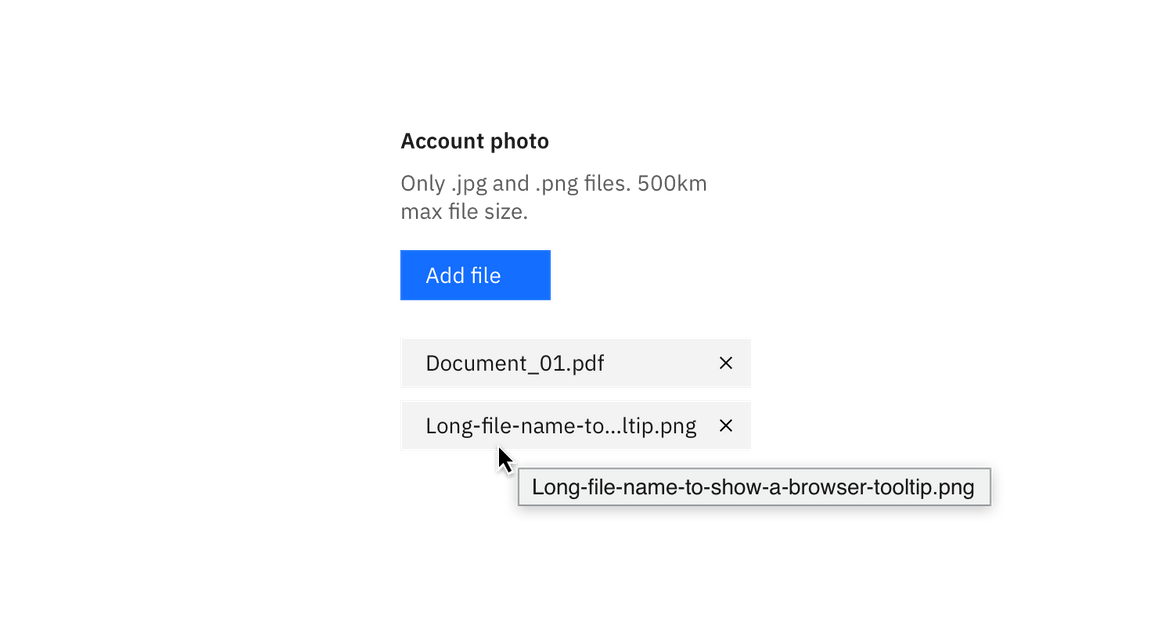 Account photo
Only .jpg and .png files. 500km
max file size.
Add file
Document_01.pdf
Long-file-name-to...ltip.png
Long-file-name-to-show-a-browser-tooltip.png